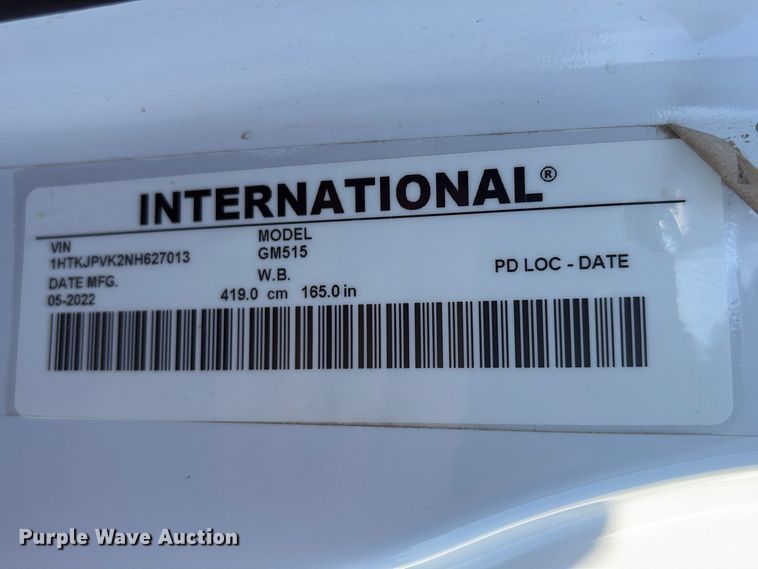 INTERNATIONAL®
VIN
1HTKJPVK2NH627013
MODEL
GM515
DATE MFG.
05-2022
W.B.
419.0 cm 165.0 in
PD LOC - DATE
Purple Wave Auction